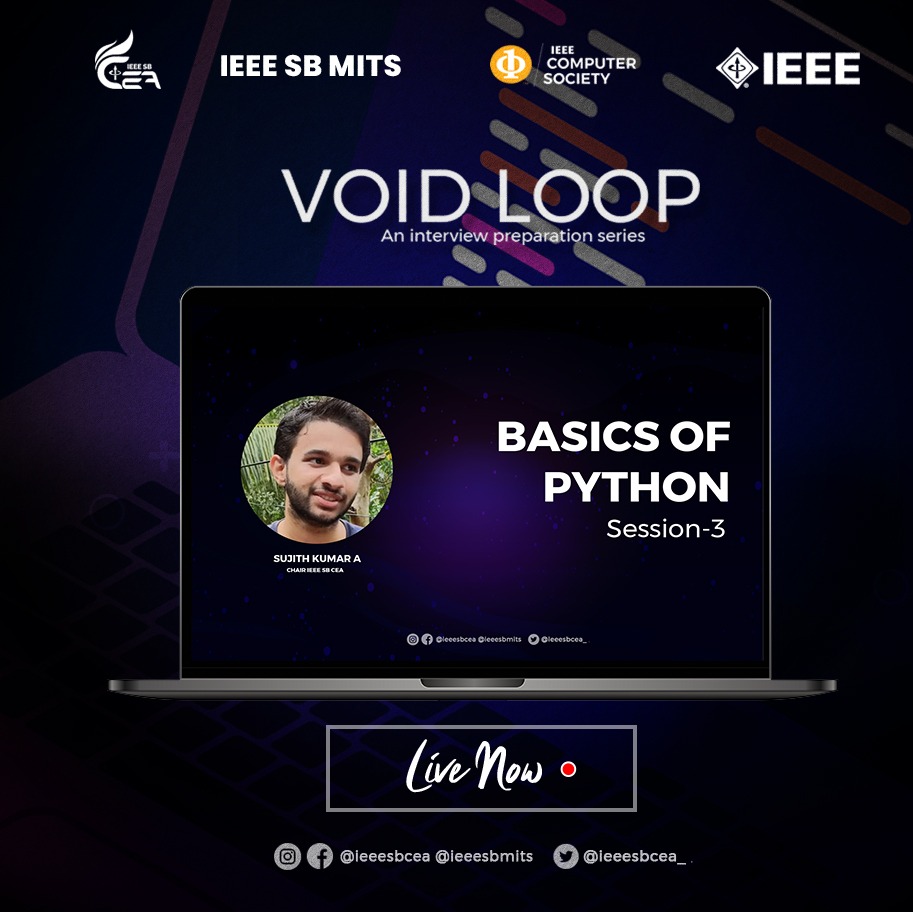 IEEE SB
CEA
IEEE SB MITS
IEEE
COMPUTER
SOCIETY
IEEE
VOID LOOP
An interview preparation series
BASICS OF
PYTHON
Session-3
SUJITH KUMAR A
CHAIR IEEE SB CEA
@ieeesbcea @ieeesbmits @ieeesbcea_
Live Now
@ieeesbcea @ieeesbmits @ieeesbcea_